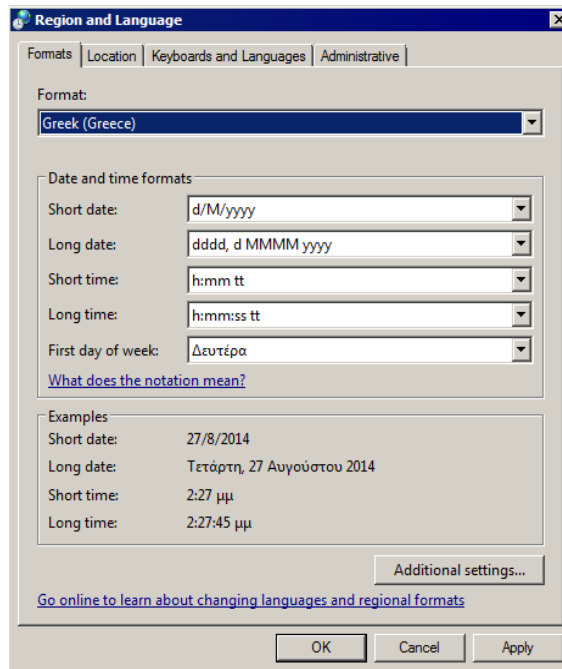 Region and Language
Formats Location Keyboards and Languages Administrative
Format:
Greek (Greece)
Date and time formats
Short date: d/M/yyyy
Long date: dddd, d MMMM yyyy
Short time: h:mm tt
Long time: h:mm:ss tt
First day of week: Δευτέρα
What does the notation mean?
Examples
Short date: 27/8/2014
Long date: Τετάρτη, 27 Αυγούστου 2014
Short time: 2:27 μμ
Long time: 2:27:45 μμ
Additional settings...
Go online to learn about changing languages and regional formats
OK Cancel Apply